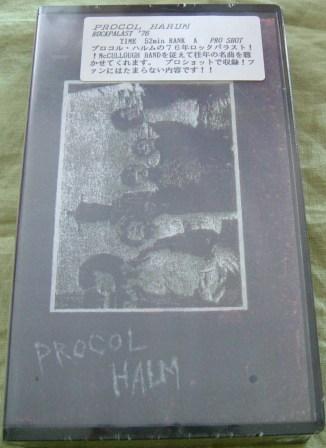 PROCOL HARUM
ROCKPALAST '76
TIME 52min RANK A PRO SHOT
プロコル・ハルムの76年ロックパラスト!
!McCULLOUGH BANDを従えて往年の名曲を聴
かせてくれます。 プロショットで収録!フ
ァンにはたまらない内容です!!
PROCOL
HALM